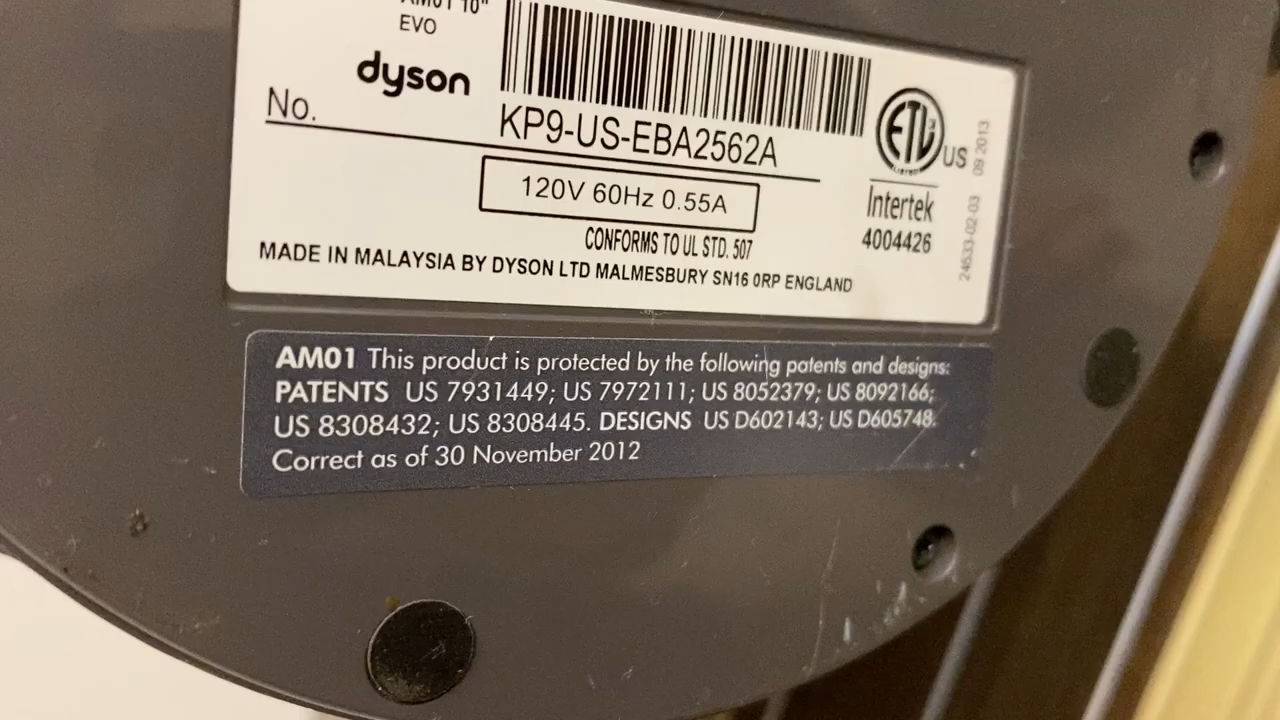 AM01 10"
EVO
dyson
No.
KP9-US-EBA2562A
120V 60Hz 0.55A
CONFORMS TO UL STD. 507
MADE IN MALAYSIA BY DYSON LTD MALMESBURY SN16 0RP ENGLAND
ETL
LISTED
US
Intertek
4004426
24533-02-03 09 2013
AM01 This product is protected by the following patents and designs:
PATENTS US 7931449; US 7972111; US 8052379; US 8092166;
US 8308432; US 8308445. DESIGNS US D602143; US D605748.
Correct as of 30 November 2012